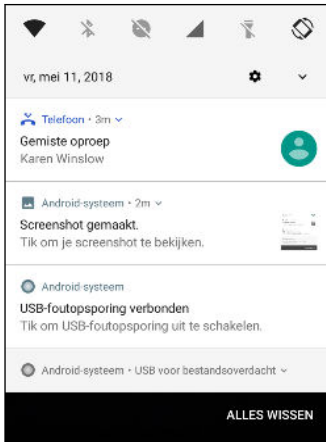 vr, mei 11, 2018
Telefoon • 3m
Gemiste oproep
Karen Winslow
Android-systeem • 2m
Screenshot gemaakt.
Tik om je screenshot te bekijken.
Android-systeem
USB-foutopsporing verbonden
Tik om USB-foutopsporing uit te schakelen.
Android-systeem • USB voor bestandsoverdacht
ALLES WISSEN